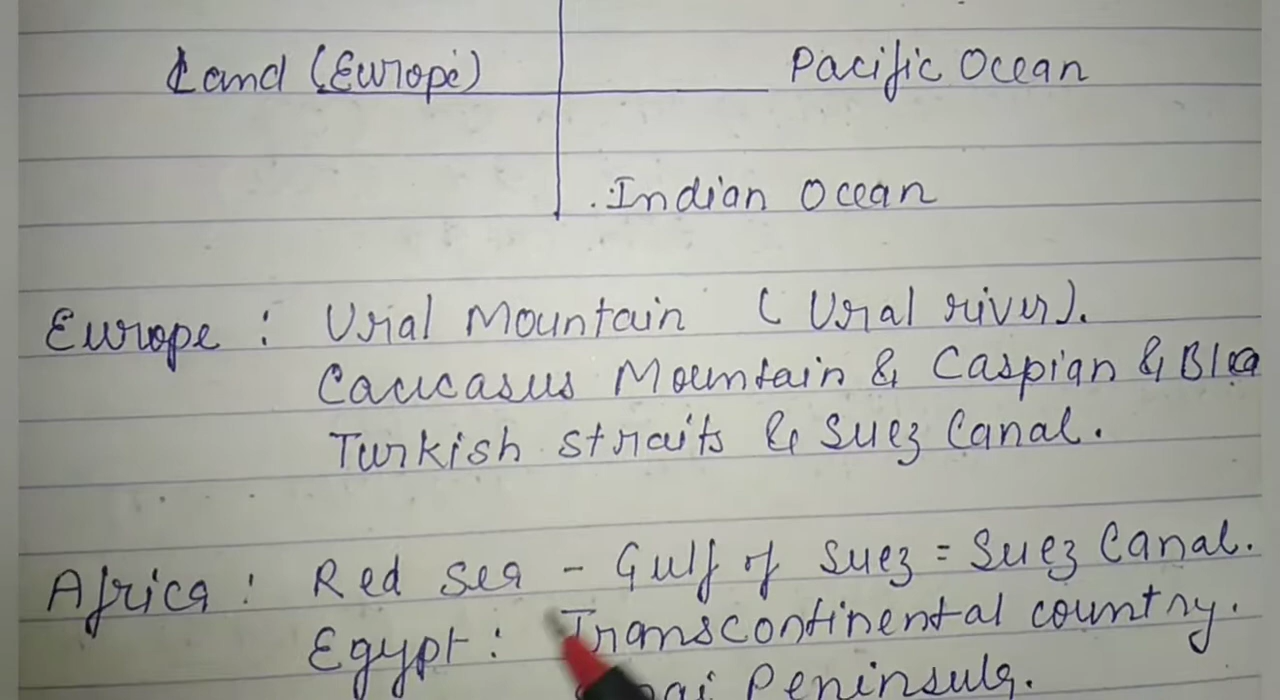 Land (Europe) Pacific Ocean
Indian Ocean
Europe : Ural Mountain ( Ural river).
Caucasus Mountain & Caspian & Blea
Turkish straits & Suez Canal.
Africa : Red sea - Gulf of Suez = Suez Canal.
Egypt : Transcontinental country.
Peninsula.